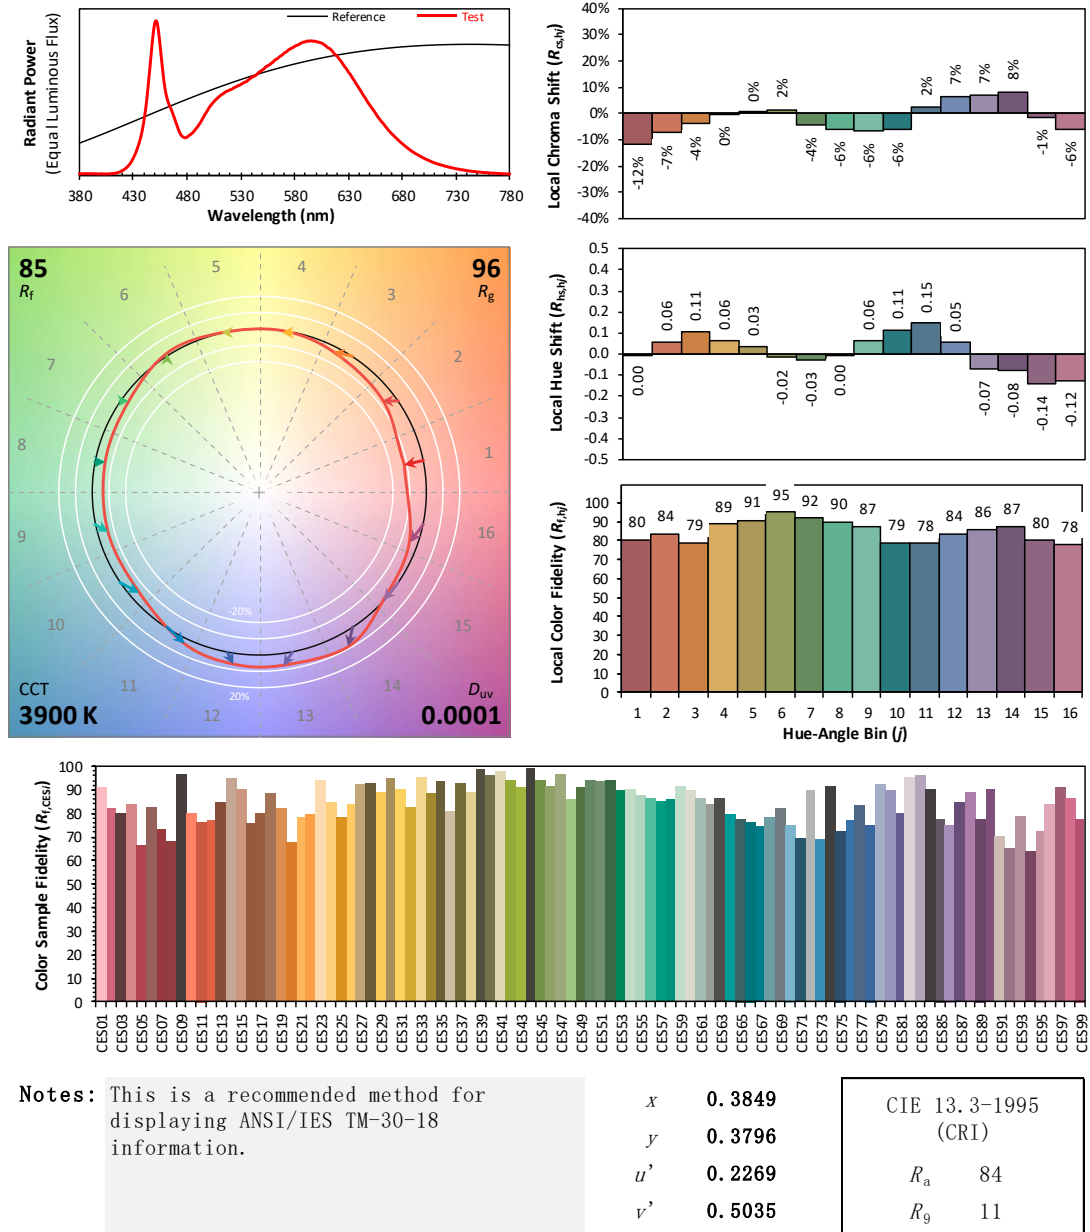 Radiant Power
(Equal Luminous Flux)
Reference
Test
380 430 480 530 580 630 680 730 780
Wavelength (nm)
Local Chroma Shift (Rcs,hj)
40%
30%
20%
10%
0%
-10%
-20%
-30%
-40%
-12% -7% -4% 0% 0% 2% -4% -6% -6% -6% 2% 7% 7% 8% -1% -6%
85
Rf
96
Rg
5 4
6 3
7 2
8 1
9 16
10 15
11 14
12 13
-20%
20%
CCT
3900 K
Duv
0.0001
Local Hue Shift (Rhs,hj)
0.5
0.4
0.3
0.2
0.1
0.0
-0.1
-0.2
-0.3
-0.4
-0.5
0.00 0.06 0.11 0.06 0.03 -0.02 -0.03 0.00 0.06 0.11 0.15 0.05 -0.07 -0.08 -0.14 -0.12
Local Color Fidelity (Rf,hj)
100
90
80
70
60
50
40
30
20
10
0
80 84 79 89 91 95 92 90 87 79 78 84 86 87 80 78
1 2 3 4 5 6 7 8 9 10 11 12 13 14 15 16
Hue-Angle Bin (j)
Color Sample Fidelity (Rf,CESi)
100
90
80
70
60
50
40
30
20
10
0
CES01 CES03 CES05 CES07 CES09 CES11 CES13 CES15 CES17 CES19 CES21 CES23 CES25 CES27 CES29 CES31 CES33 CES35 CES37 CES39 CES41 CES43 CES45 CES47 CES49 CES51 CES53 CES55 CES57 CES59 CES61 CES63 CES65 CES67 CES69 CES71 CES73 CES75 CES77 CES79 CES81 CES83 CES85 CES87 CES89 CES91 CES93 CES95 CES97 CES99
Notes: This is a recommended method for
displaying ANSI/IES TM-30-18
information.
x 0.3849
y 0.3796
u' 0.2269
v' 0.5035
CIE 13.3-1995
(CRI)
Ra 84
R9 11